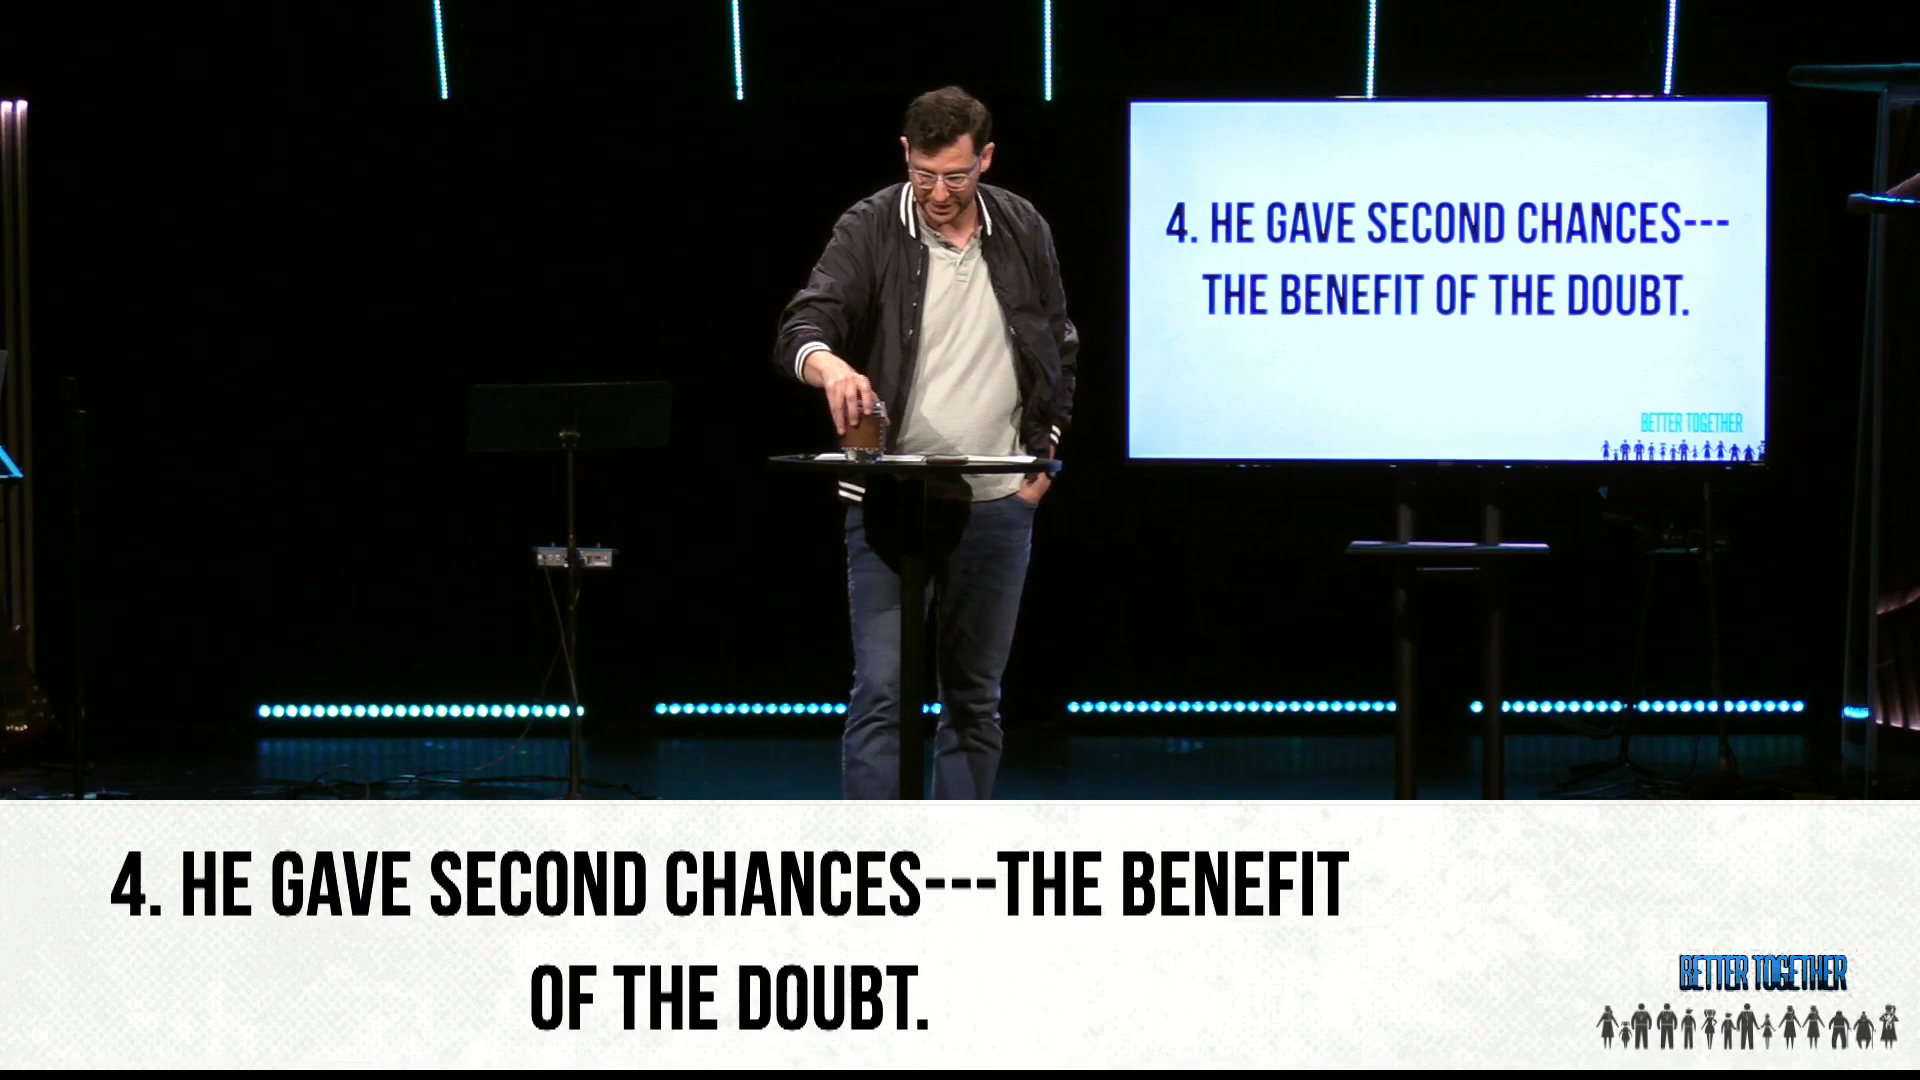 4. HE GAVE SECOND CHANCES---
THE BENEFIT OF THE DOUBT.
BETTER TOGETHER
4. HE GAVE SECOND CHANCES---THE BENEFIT
OF THE DOUBT.
BETTER TOGETHER